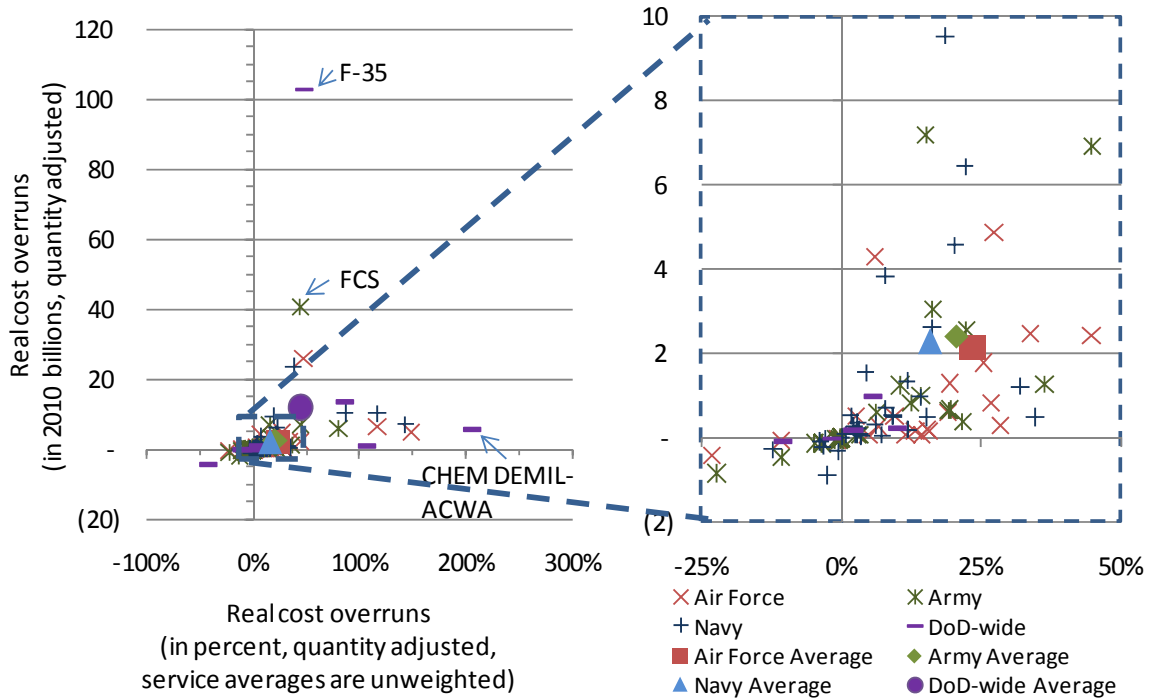 120
100
80
60
40
20
-
(20)
Real cost overruns
(in 2010 billions, quantity adjusted)
F-35
FCS
CHEM DEMIL-
ACWA
-100%
0%
100%
200%
300%
Real cost overruns
(in percent, quantity adjusted,
service averages are unweighted)
10
8
6
4
2
-
(2)
-25%
0%
25%
50%
Air Force
Army
Navy
DoD-wide
Air Force Average
Army Average
Navy Average
DoD-wide Average